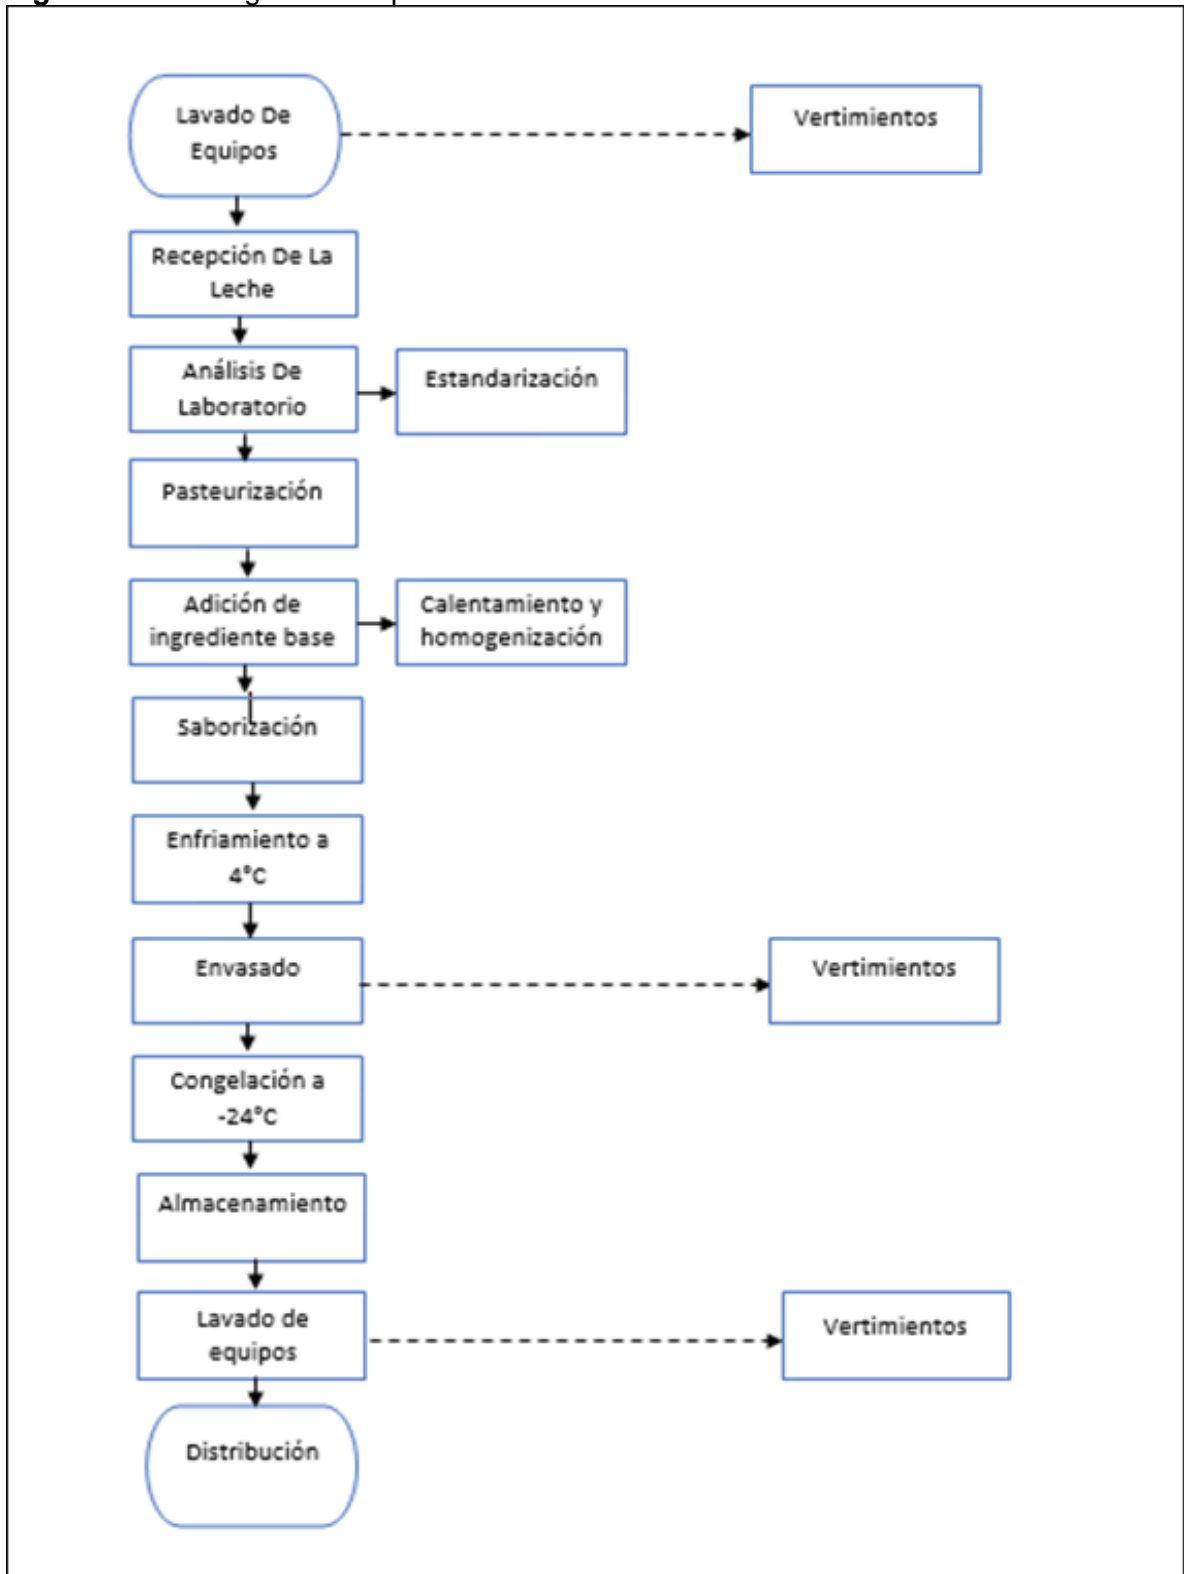 Lavado De
Equipos
Vertimientos
Recepción De La
Leche
Análisis De
Laboratorio
Estandarización
Pasteurización
Adición de
ingrediente base
Calentamiento y
homogenización
Saborización
Enfriamiento a
4°C
Envasado
Vertimientos
Congelación a
-24°C
Almacenamiento
Lavado de
equipos
Vertimientos
Distribución